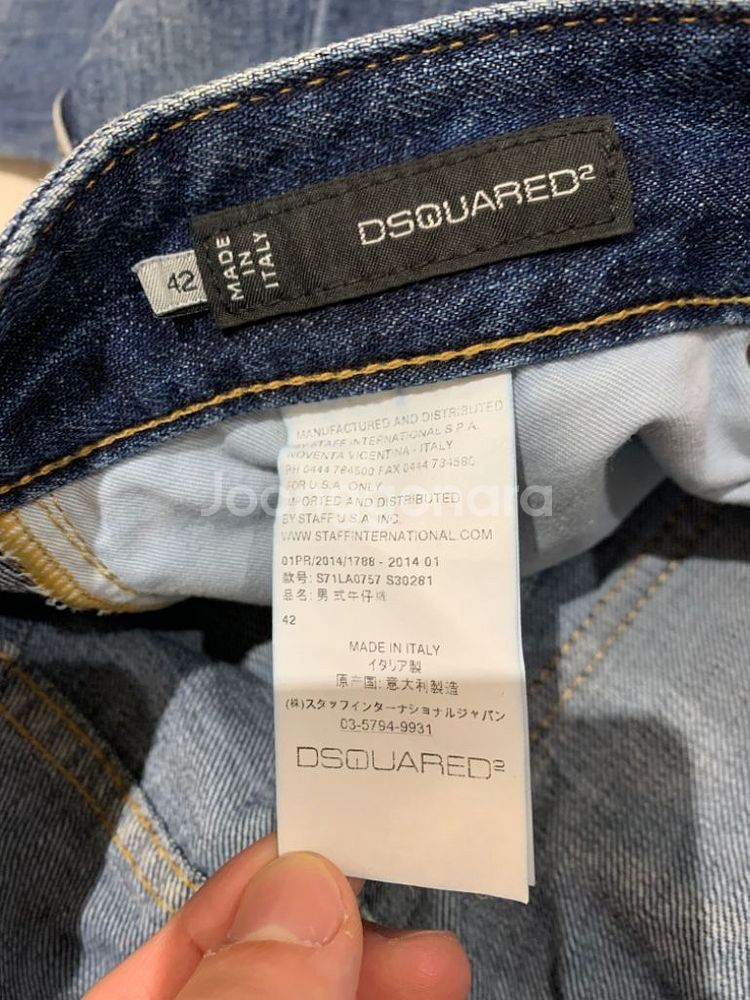 DSQUARED²
MADE
IN
ITALY
42
MANUFACTURED AND DISTRIBUTED
BY STAFF INTERNATIONAL S.P.A.
NOVENTA VICENTINA - ITALY
PH 0444 784500 FAX 0444 734580
FOR U.S.A. ONLY
IMPORTED AND DISTRIBUTED
BY STAFF U.S.A. INC.
WWW.STAFFINTERNATIONAL.COM
01PR/2014/1788 - 2014 01
款号: S71LA0757 S30281
品名: 男式牛仔
42
MADE IN ITALY
イタリア製
原产国: 意大利製造
(株)スタッフインターナショナルジャパン
03-5794-9931
DSQUARED²